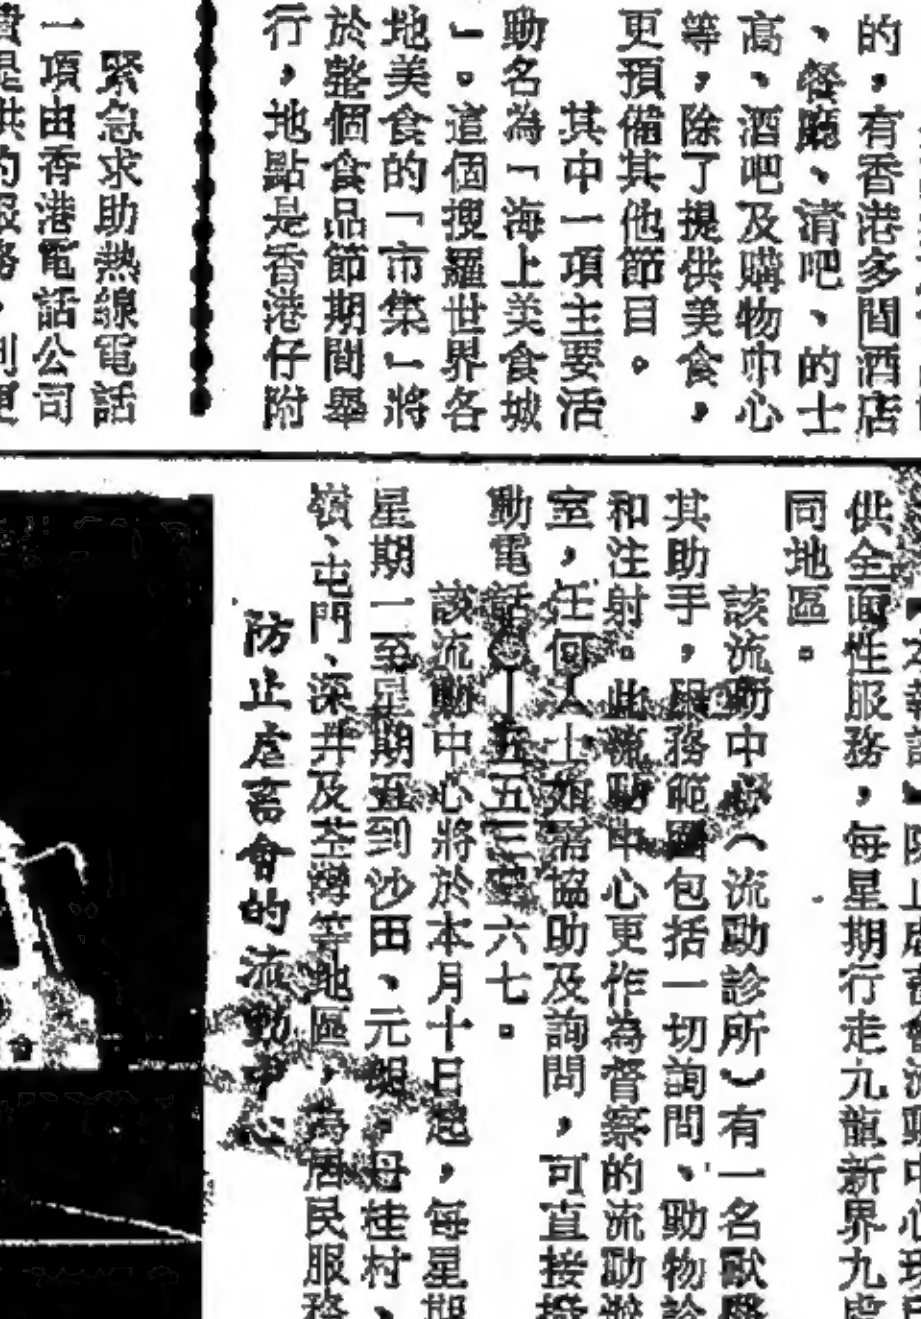 的，有香港多間酒店
、餐廳、清吧、的士
高、酒吧及購物中心
等，除了提供美食，
更預備其他節目。
其中一項主要活
動名為「海上美食城
」。這個搜羅世界各
地美食的「市集」將
於整個食品節期間舉
行，地點是香港仔附
緊急求助熱線電話
一項由香港電話公司
供全面性服務，每星期行走九龍新界九處
同地區。
該流動中心（流動診所）有一名獸醫
其助手，服務範圍包括一切詢問、動物診
和注射。此流動中心更作為督察的流動辦
室，任何人士如需協助及詢問，可直接撥
動電話 五五三 六七。
該流動中心將於本月十日起，每星期
星期一至星期五到沙田、元朗、 桂村、
嶺、屯門、深井及荃灣等地區，為居民服務
防止虐畜會的流動中心